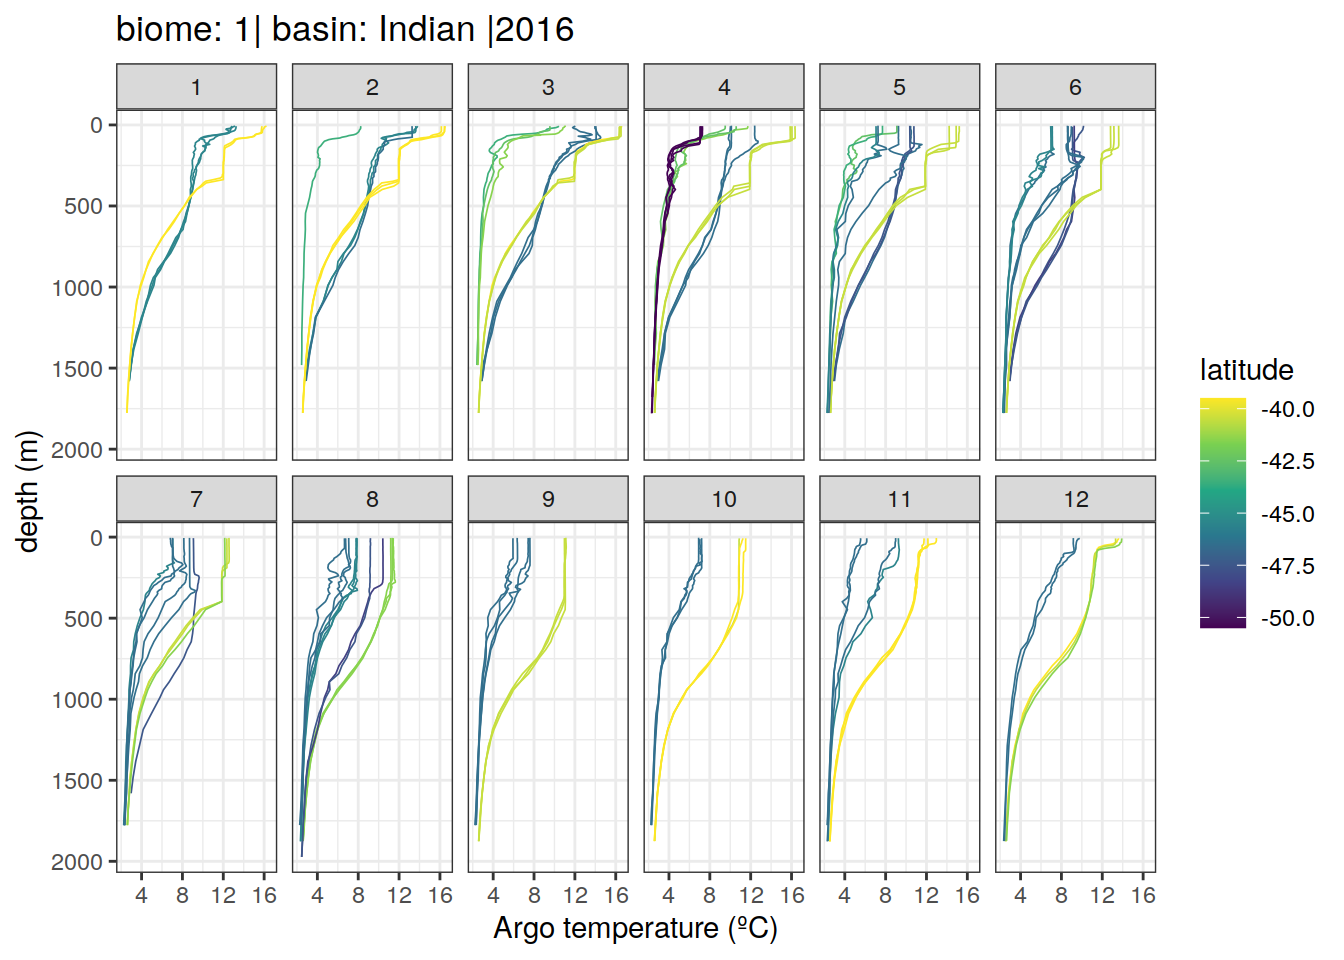 biome: 1| basin: Indian |2016
1 2 3 4 5 6
0
500
1000
1500
2000
7 8 9 10 11 12
0
500
1000
1500
2000
4 8 12 16 4 8 12 16 4 8 12 16 4 8 12 16 4 8 12 16 4 8 12 16
Argo temperature (ºC)
depth (m)
latitude
-40.0
-42.5
-45.0
-47.5
-50.0